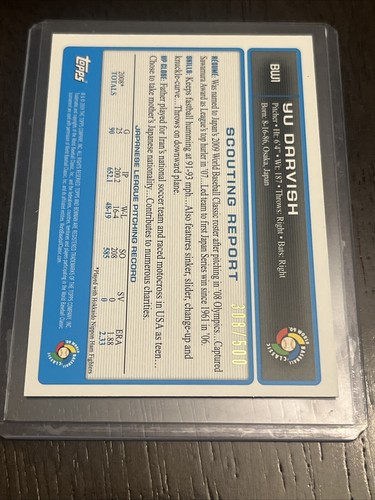 BW1
YU DARVISH
Pitcher • Ht: 6'4" • Wt: 187 • Throws: Right • Bats: Right
Born: 8-16-86, Osaka, Japan
308/500
SCOUTING REPORT
RÉSUMÉ: Was named to Japan's 2009 World Baseball Classic roster after pitching in '08 Olympics...Captured
Sawamura Award as League's top hurler in '07...Led team to first Japan Series win since 1961 in '06.
SKILLS: Keeps fastball humming at 91-93 mph...Also features sinker, slider, change-up and
knuckle-curve...Throws on downward plane.
UP CLOSE: Father played for Iran's national soccer team and raced motocross in USA as teen...
Chose to take mother's Japanese nationality...Contributes to numerous charities.
JAPANESE LEAGUE PITCHING RECORD
G IP W-L SO SV ERA
2008* 25 200.2 16-4 208 0 1.88
TOTALS 90 652.1 48-19 585 0 2.33
*Played with Hokkaido Nippon Ham Fighters
WORLD BASEBALL CLASSIC
Topps